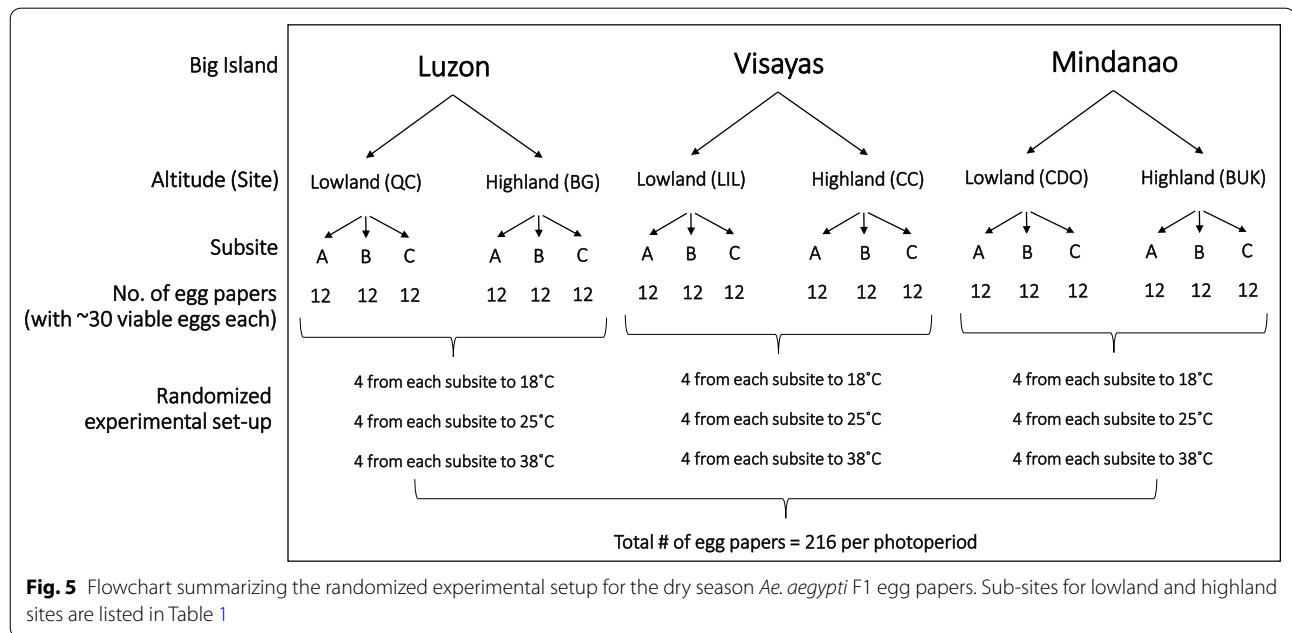 Big Island Luzon Visayas Mindanao
Altitude (Site) Lowland (QC) Highland (BG) Lowland (LIL) Highland (CC) Lowland (CDO) Highland (BUK)
Subsite A B C A B C A B C A B C A B C A B C
No. of egg papers 12 12 12 12 12 12 12 12 12 12 12 12 12 12 12 12 12 12
(with ~30 viable eggs each)
4 from each subsite to 18˚C 4 from each subsite to 18˚C 4 from each subsite to 18˚C
Randomized
experimental set-up 4 from each subsite to 25˚C 4 from each subsite to 25˚C 4 from each subsite to 25˚C
4 from each subsite to 38˚C 4 from each subsite to 38˚C 4 from each subsite to 38˚C
Total # of egg papers = 216 per photoperiod
Fig. 5 Flowchart summarizing the randomized experimental setup for the dry season Ae. aegypti F1 egg papers. Sub-sites for lowland and highland
sites are listed in Table 1